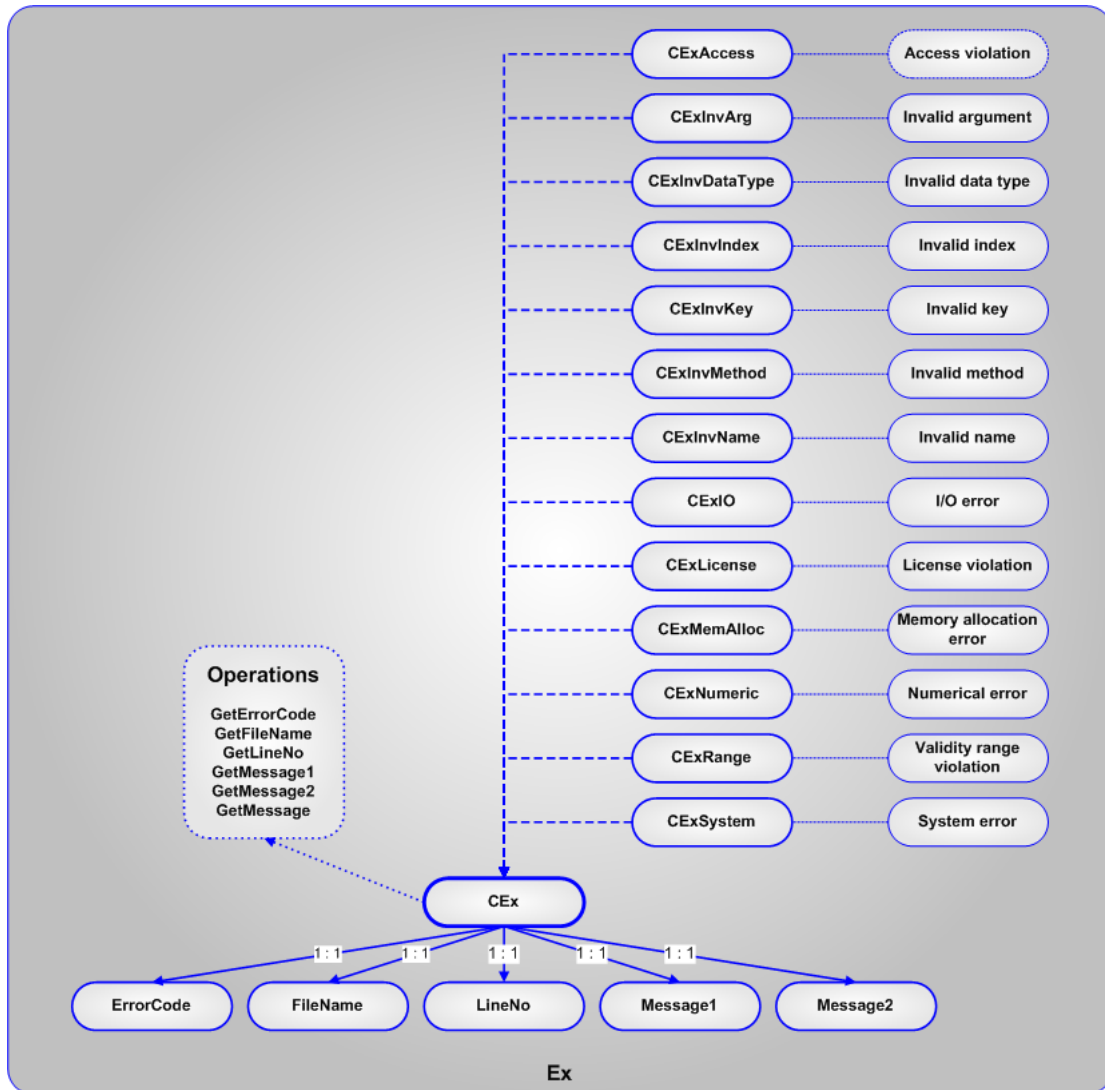 CExAccess
Access violation
CExInvArg
Invalid argument
CExInvDataType
Invalid data type
CExInvIndex
Invalid index
CExInvKey
Invalid key
CExInvMethod
Invalid method
CExInvName
Invalid name
CExIO
I/O error
CExLicense
License violation
CExMemAlloc
Memory allocation
error
CExNumeric
Numerical error
CExRange
Validity range
violation
CExSystem
System error
Operations
GetErrorCode
GetFileName
GetLineNo
GetMessage1
GetMessage2
GetMessage
CEx
1 : 1
1 : 1
1 : 1
1 : 1
1 : 1
ErrorCode
FileName
LineNo
Message1
Message2
Ex